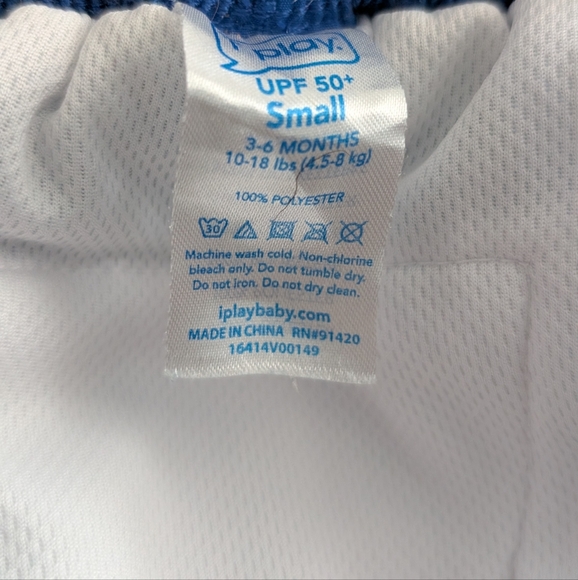 iplay.
UPF 50+
Small
3-6 MONTHS
10-18 lbs (4.5-8 kg)
100% POLYESTER
30
Machine wash cold. Non-chlorine
bleach only. Do not tumble dry.
Do not iron. Do not dry clean.
iplaybaby.com
MADE IN CHINA RN#91420
16414V00149